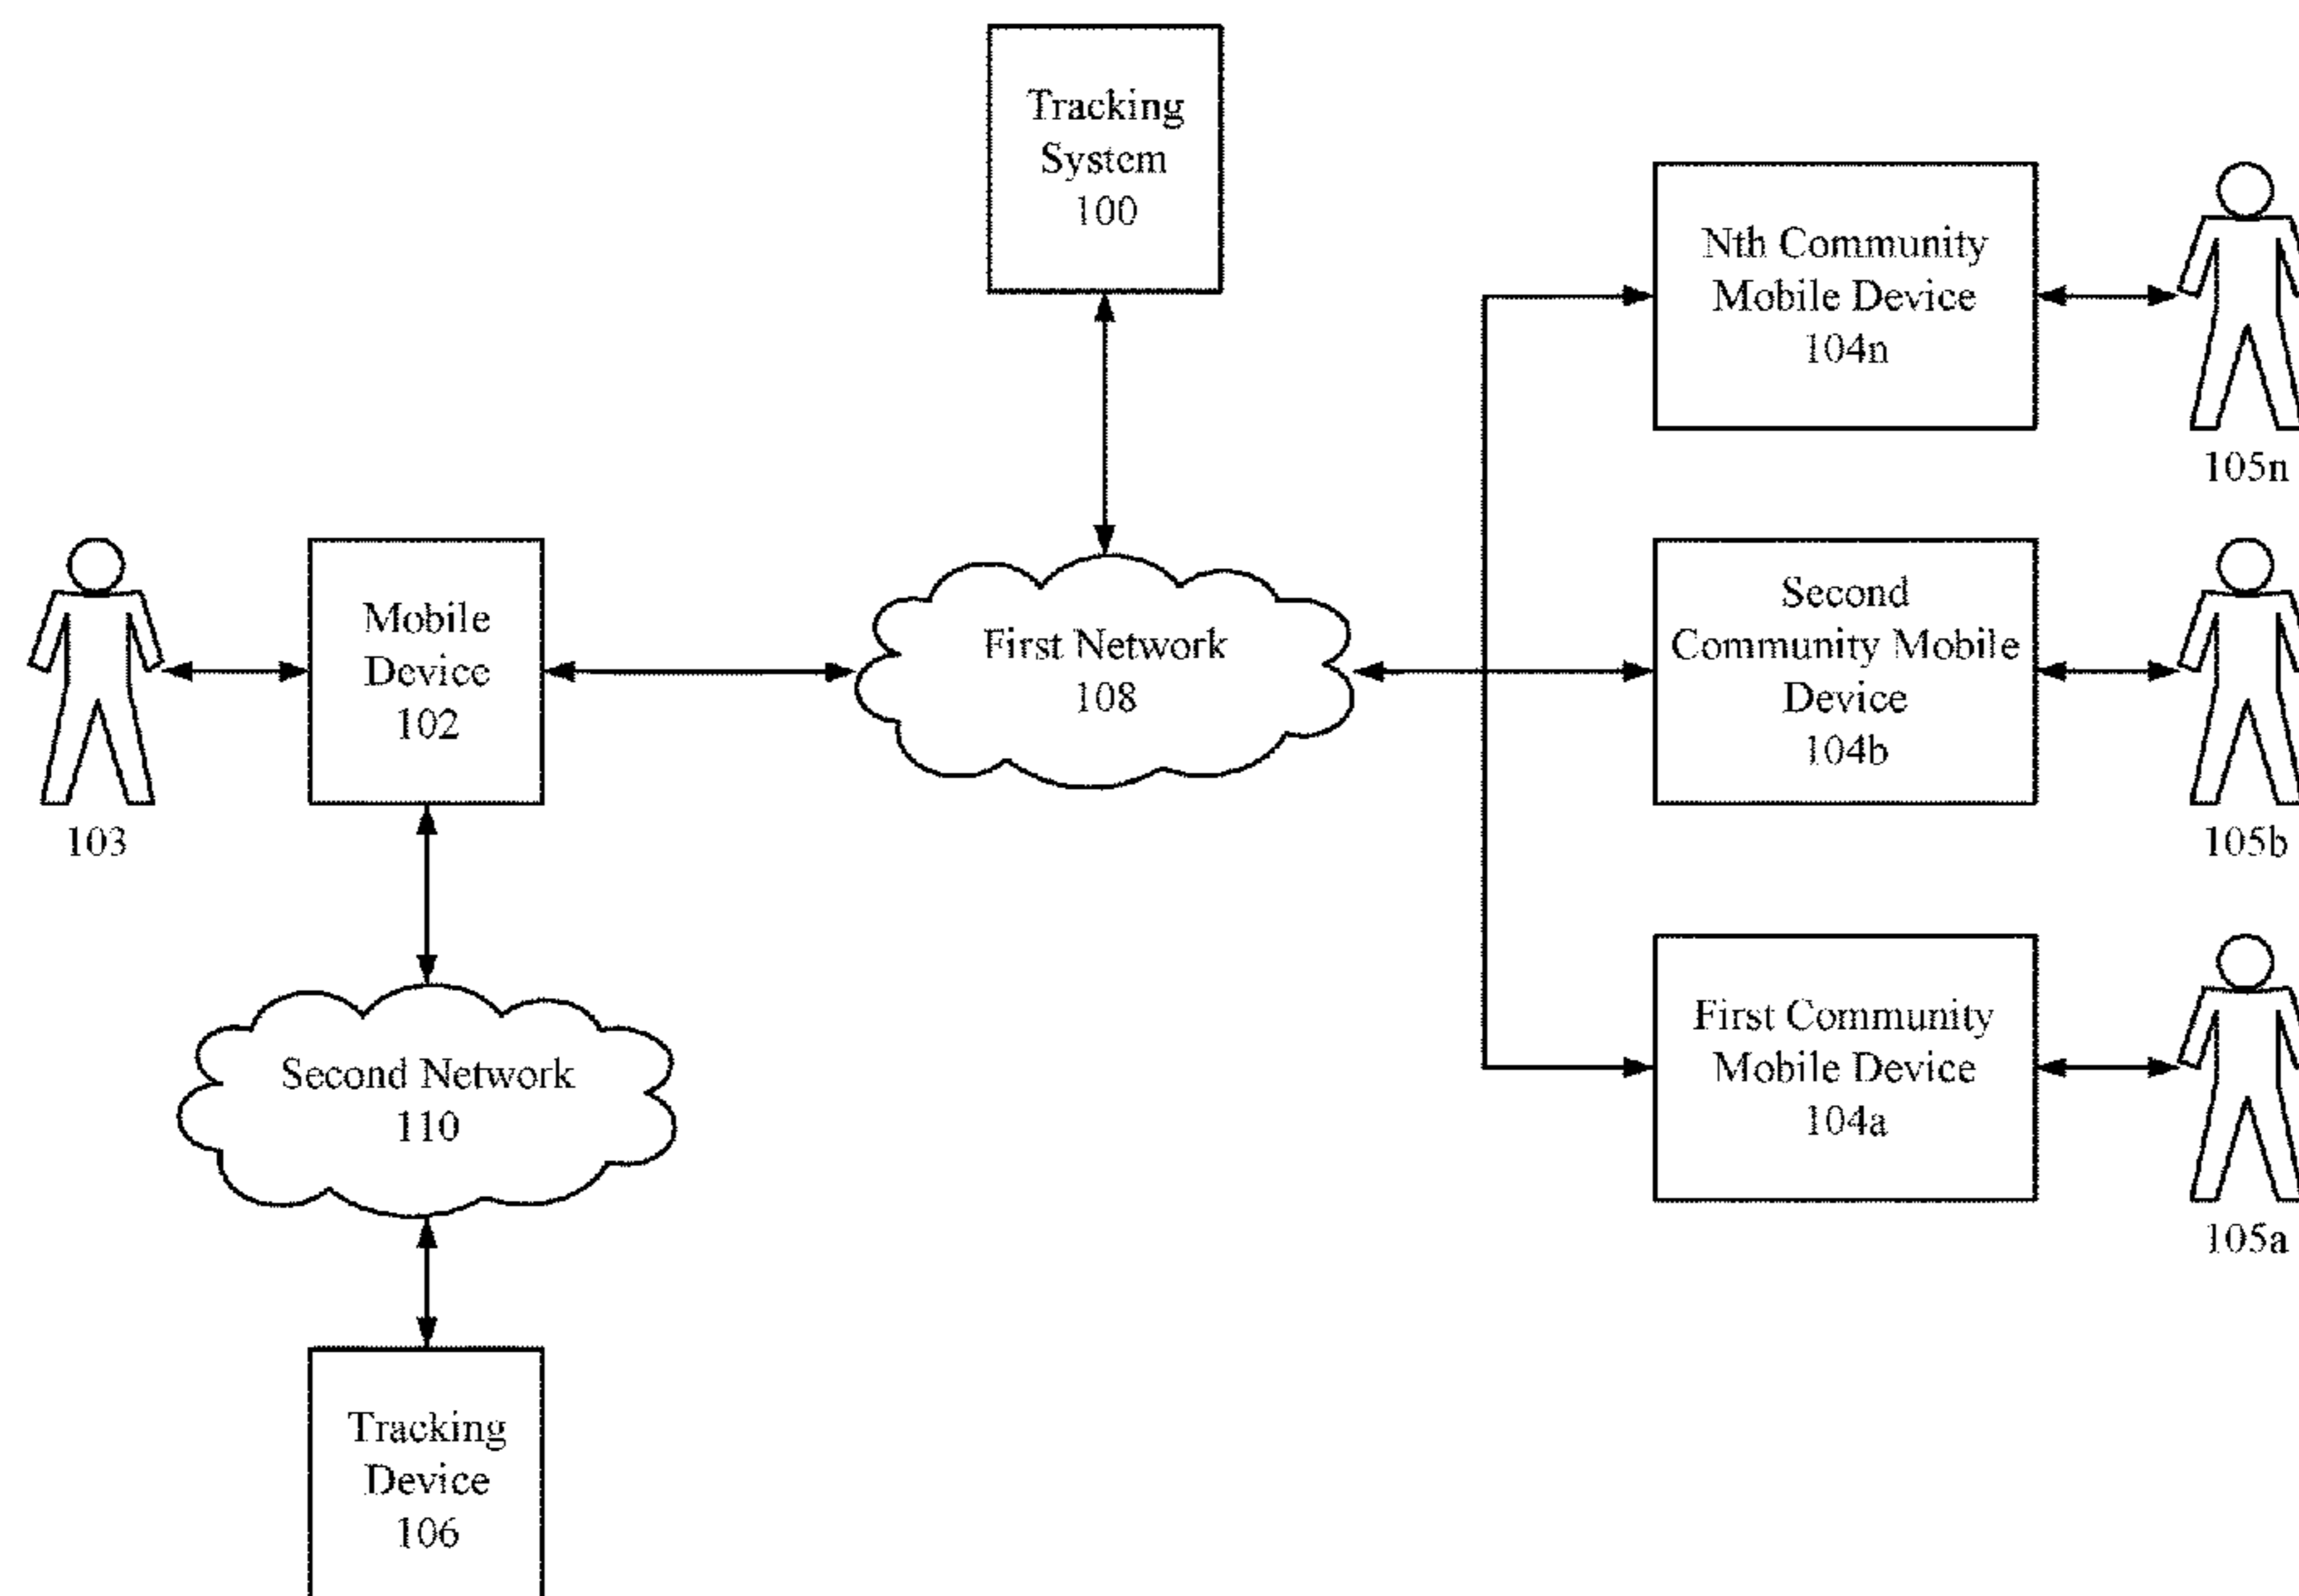 Tracking
System
100
Nth Community
Mobile Device
104n
105n
Mobile
Device
102
103
First Network
108
Second
Community Mobile
Device
104b
105b
Second Network
110
First Community
Mobile Device
104a
105a
Tracking
Device
106